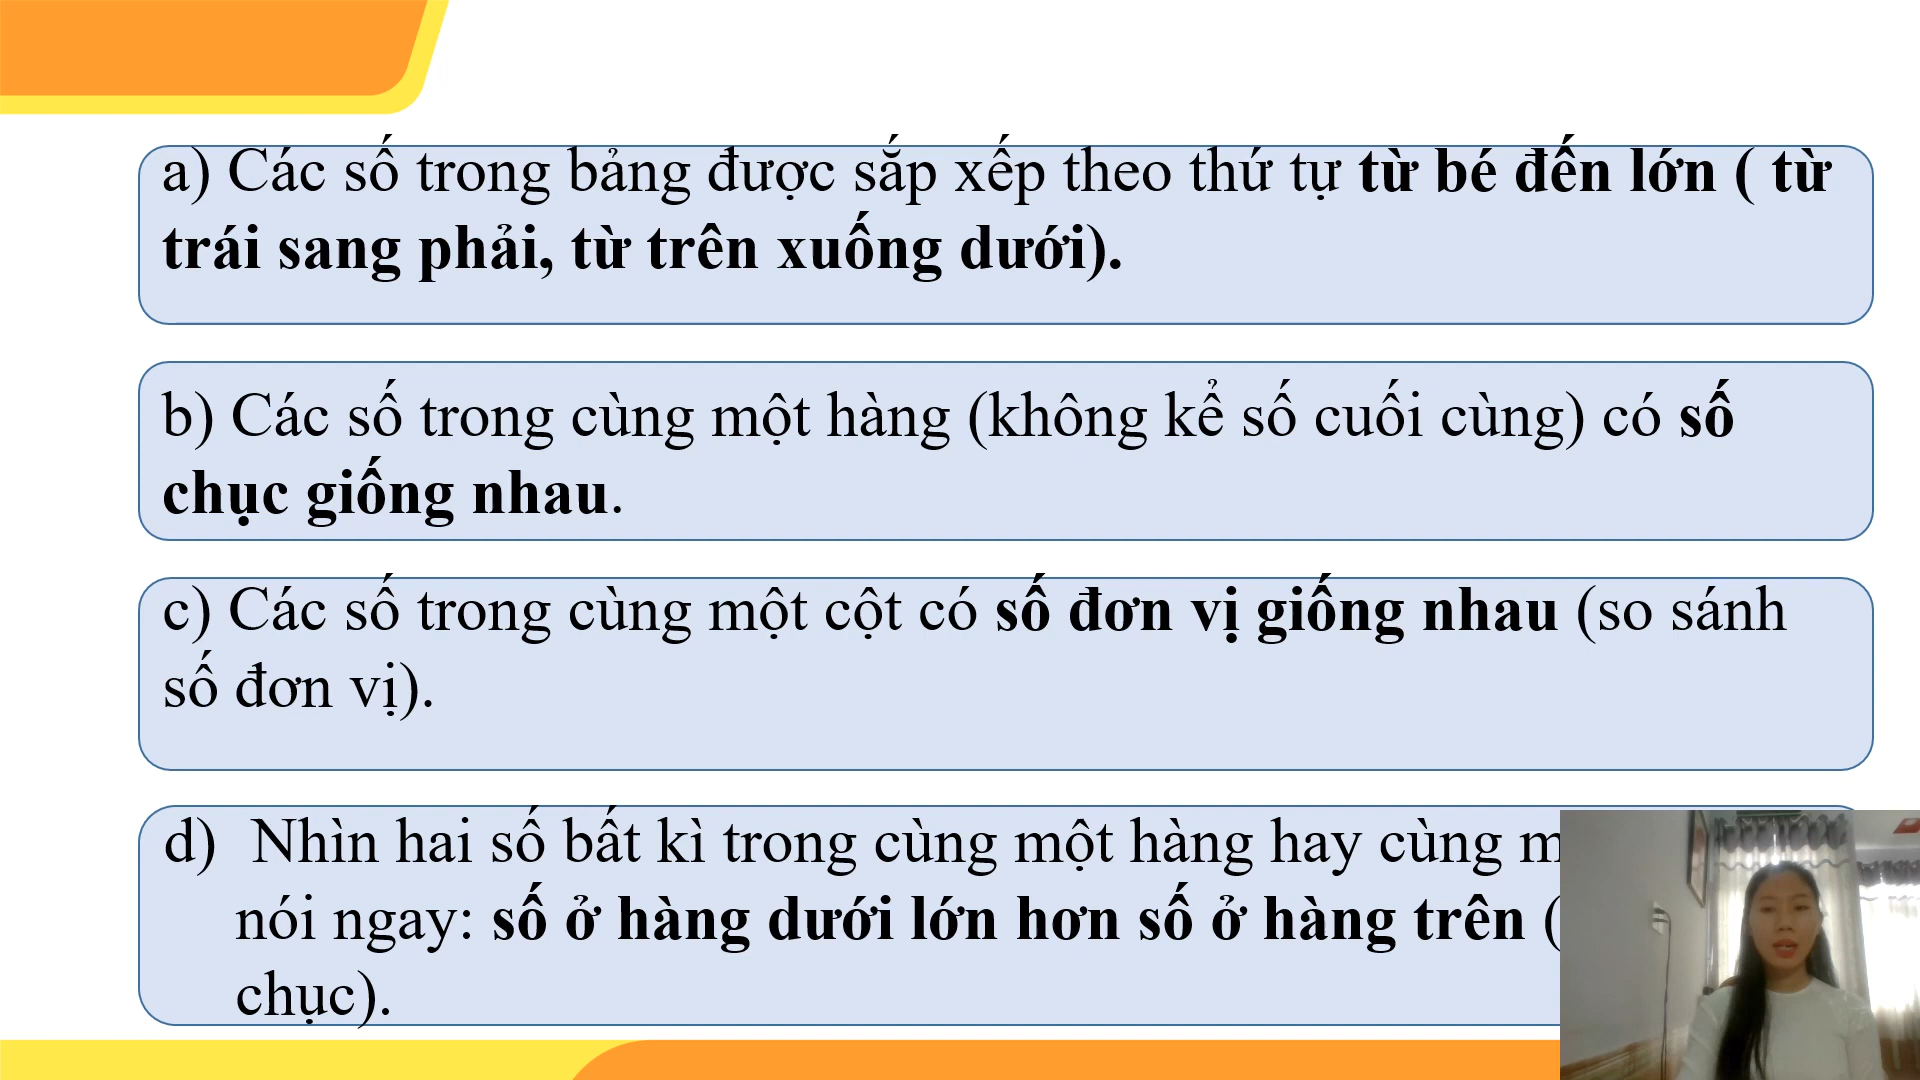 a) Các số trong bảng được sắp xếp theo thứ tự từ bé đến lớn ( từ
trái sang phải, từ trên xuống dưới).
b) Các số trong cùng một hàng (không kể số cuối cùng) có số
chục giống nhau.
c) Các số trong cùng một cột có số đơn vị giống nhau (so sánh
số đơn vị).
d) Nhìn hai số bất kì trong cùng một hàng hay cùng
nói ngay: số ở hàng dưới lớn hơn số ở hàng trên (
chục).